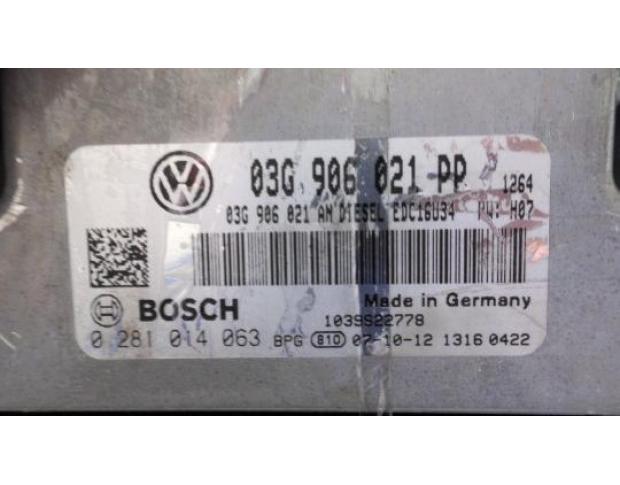 03G 906 021 PP 1264
03G 906 021 AN DIESEL EDC16U34 PW: H07
BOSCH Made in Germany
1039S22778
0 281 014 063 BPG 810 07-10-12 1316 0422